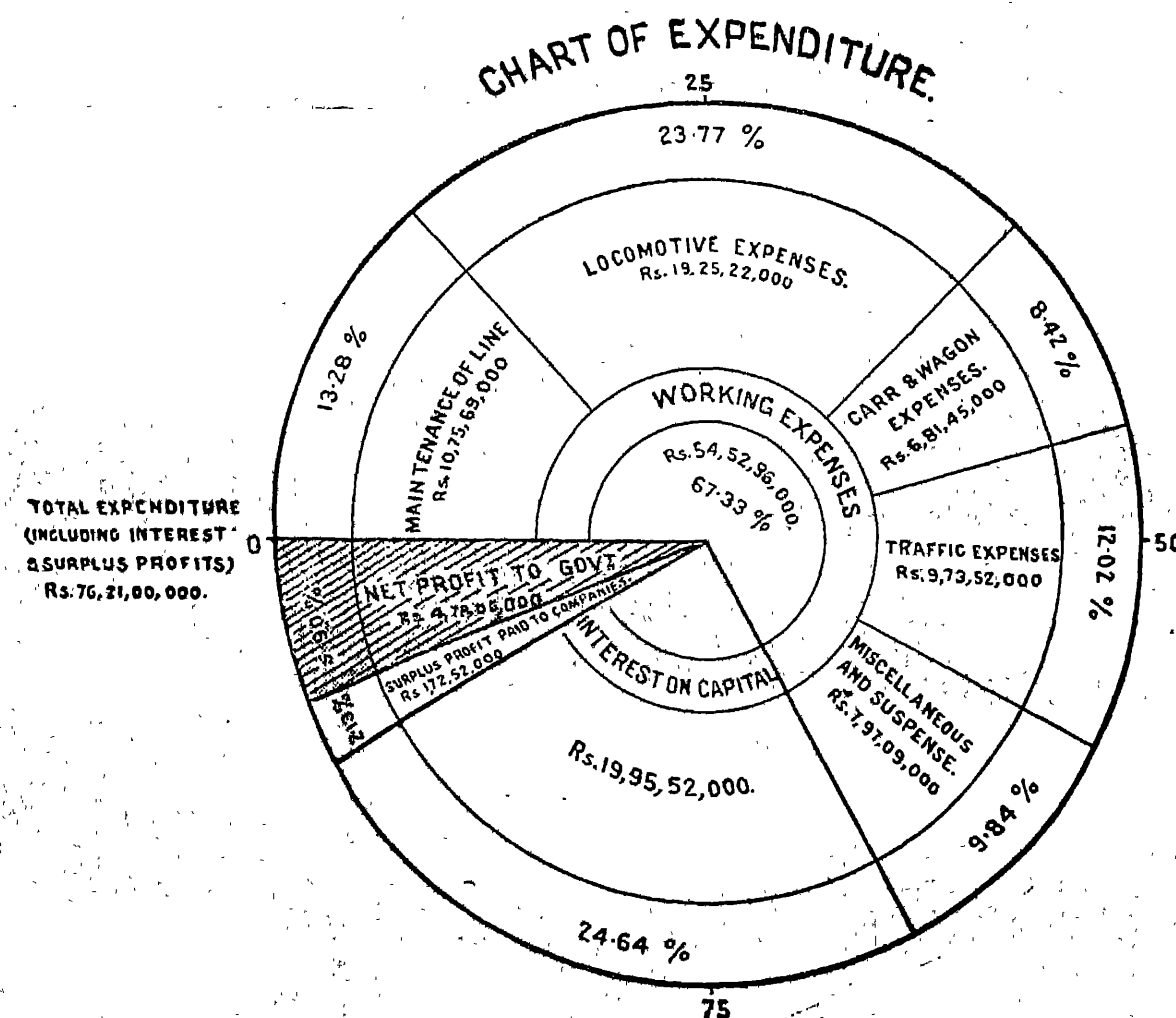 CHART OF EXPENDITURE.
25
23·77 %
LOCOMOTIVE EXPENSES.
Rs. 19,25,22,000
8·42 %
CARR & WAGON
EXPENSES.
Rs. 6,81,45,000
13·28 %
MAINTENANCE OF LINE
Rs. 10,75,69,000
WORKING EXPENSES
Rs. 54,52,96,000.
67·33 %
TOTAL EXPENDITURE
(INCLUDING INTEREST
& SURPLUS PROFITS)
Rs. 76,21,00,000.
0
50
12·02 %
TRAFFIC EXPENSES
Rs. 9,73,52,000
NET PROFIT TO GOVT.
Rs.
SURPLUS PROFIT PAID TO COMPANIES.
Rs 172,52,000
2·13%
INTEREST ON CAPITAL
Rs. 19,95,52,000.
MISCELLANEOUS
AND SUSPENSE.
Rs. 7,97,09,000
9·84 %
24·64 %
75